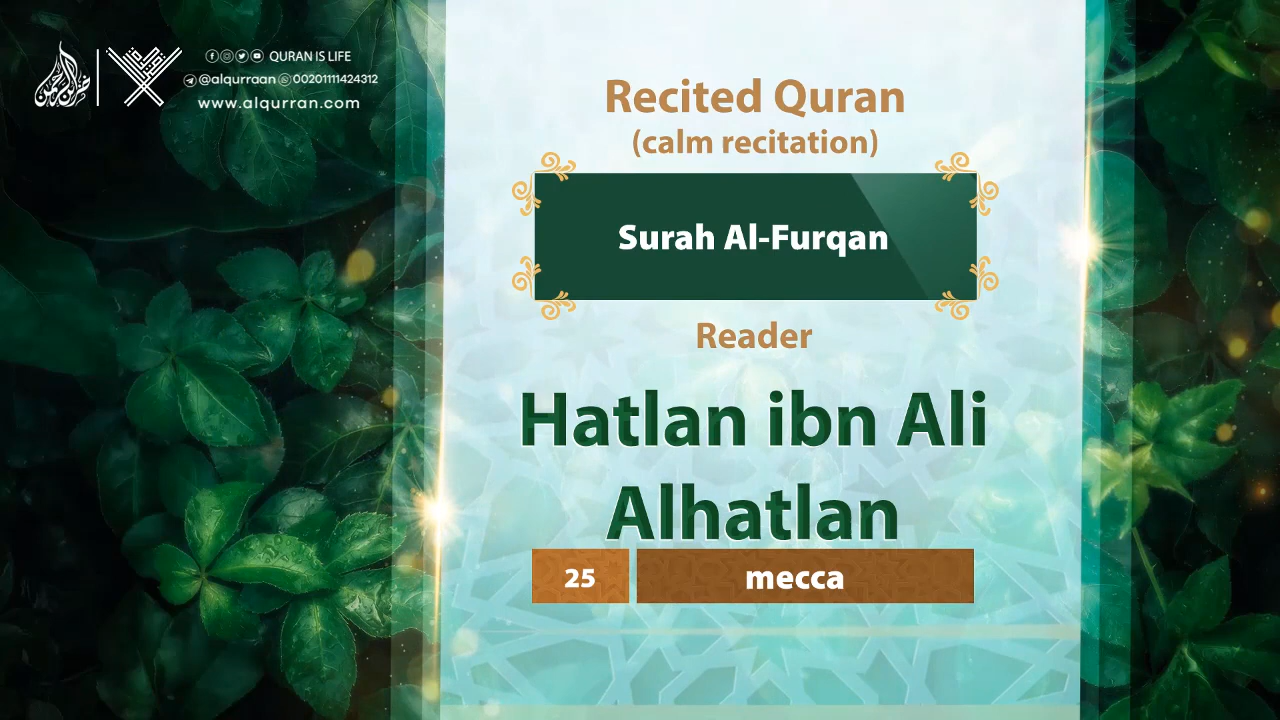 QURAN IS LIFE
@alqurraan 00201111424312
www.alqurran.com
Recited Quran
(calm recitation)
Surah Al-Furqan
Reader
Hatlan ibn Ali
Alhatlan
25 mecca